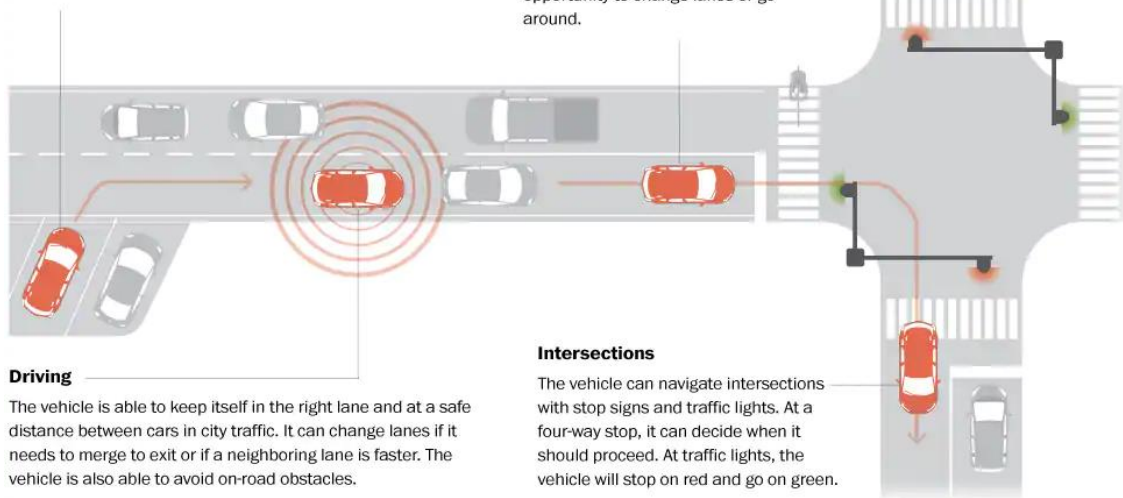 around.
Driving
The vehicle is able to keep itself in the right lane and at a safe
distance between cars in city traffic. It can change lanes if it
needs to merge to exit or if a neighboring lane is faster. The
vehicle is also able to avoid on-road obstacles.
Intersections
The vehicle can navigate intersections
with stop signs and traffic lights. At a
four-way stop, it can decide when it
should proceed. At traffic lights, the
vehicle will stop on red and go on green.